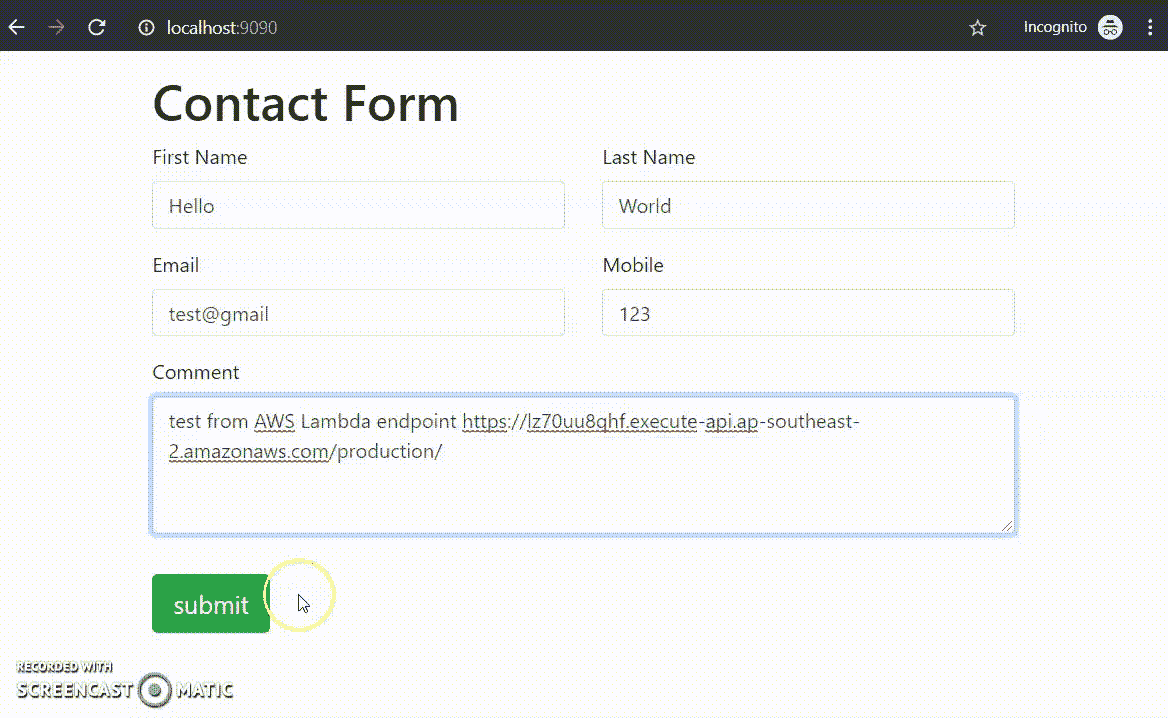 localhost:9090
Incognito
Contact Form
First Name
Last Name
Hello
World
Email
Mobile
test@gmail
123
Comment
test from AWS Lambda endpoint https://lz70uu8ghf.execute-api.ap-southeast-
2.amazonaws.com/production/
submit
RECORDED WITH
SCREENCAST MATIC